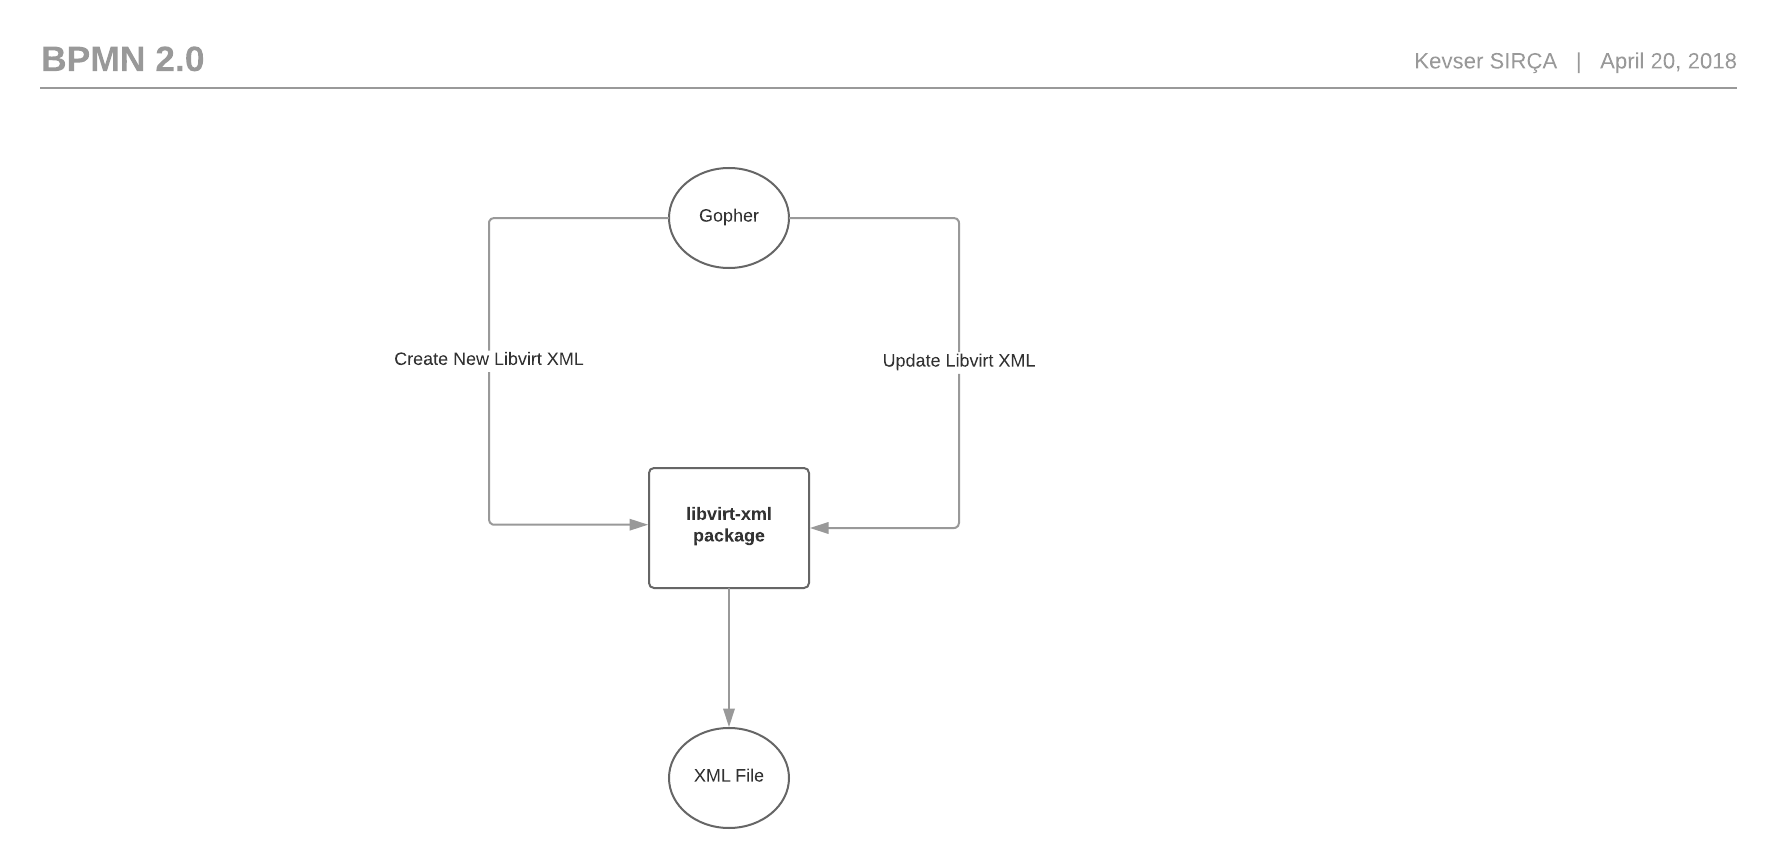 BPMN 2.0
Kevser SIRÇA | April 20, 2018
Gopher
Create New Libvirt XML
Update Libvirt XML
libvirt-xml
package
XML File